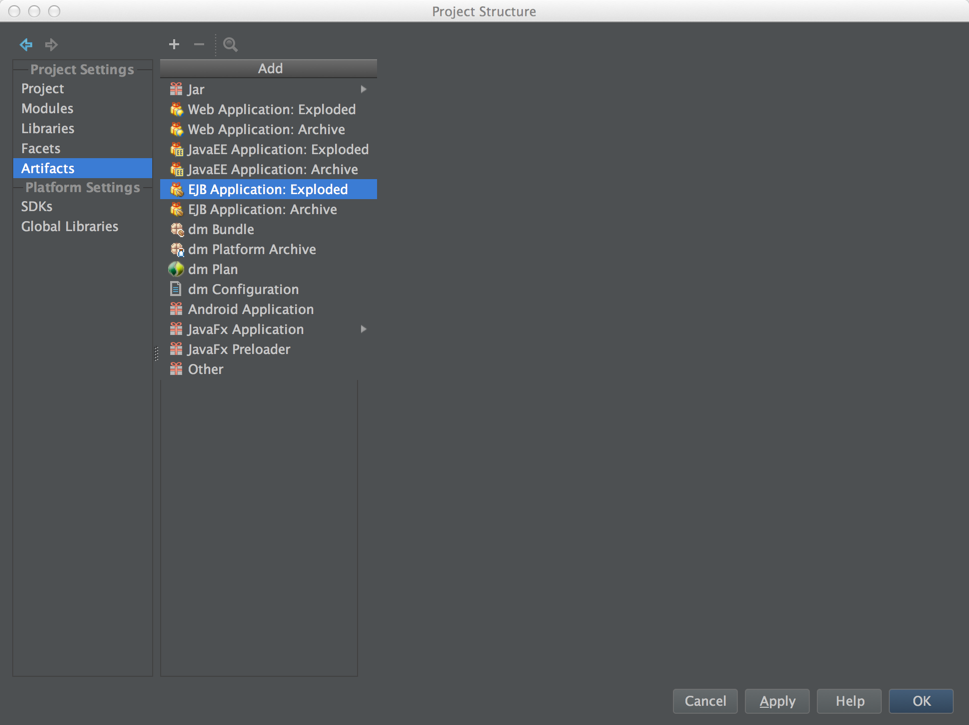 Project Structure
Project Settings
Project
Modules
Libraries
Facets
Artifacts
Platform Settings
SDKs
Global Libraries
Add
Jar
Web Application: Exploded
Web Application: Archive
JavaEE Application: Exploded
JavaEE Application: Archive
EJB Application: Exploded
EJB Application: Archive
dm Bundle
dm Platform Archive
dm Plan
dm Configuration
Android Application
JavaFx Application
JavaFx Preloader
Other
Cancel
Apply
Help
OK